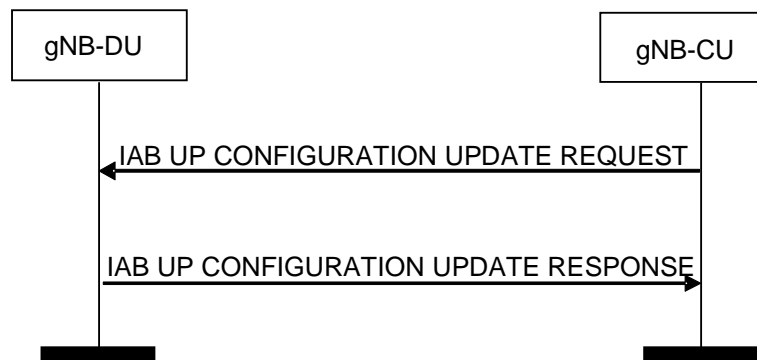 gNB-DU
gNB-CU
IAB UP CONFIGURATION UPDATE REQUEST
IAB UP CONFIGURATION UPDATE RESPONSE